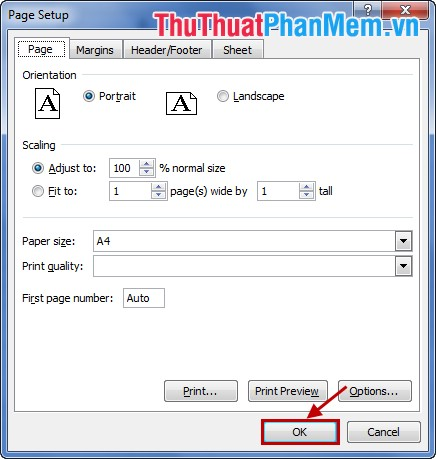 Page Setup
ThuThuatPhanMem.vn
Page Margins Header/Footer Sheet
Orientation
A Portrait A Landscape
Scaling
Adjust to: 100 % normal size
Fit to: 1 page(s) wide by 1 tall
Paper size: A4
Print quality:
First page number: Auto
Print... Print Preview Options...
OK Cancel